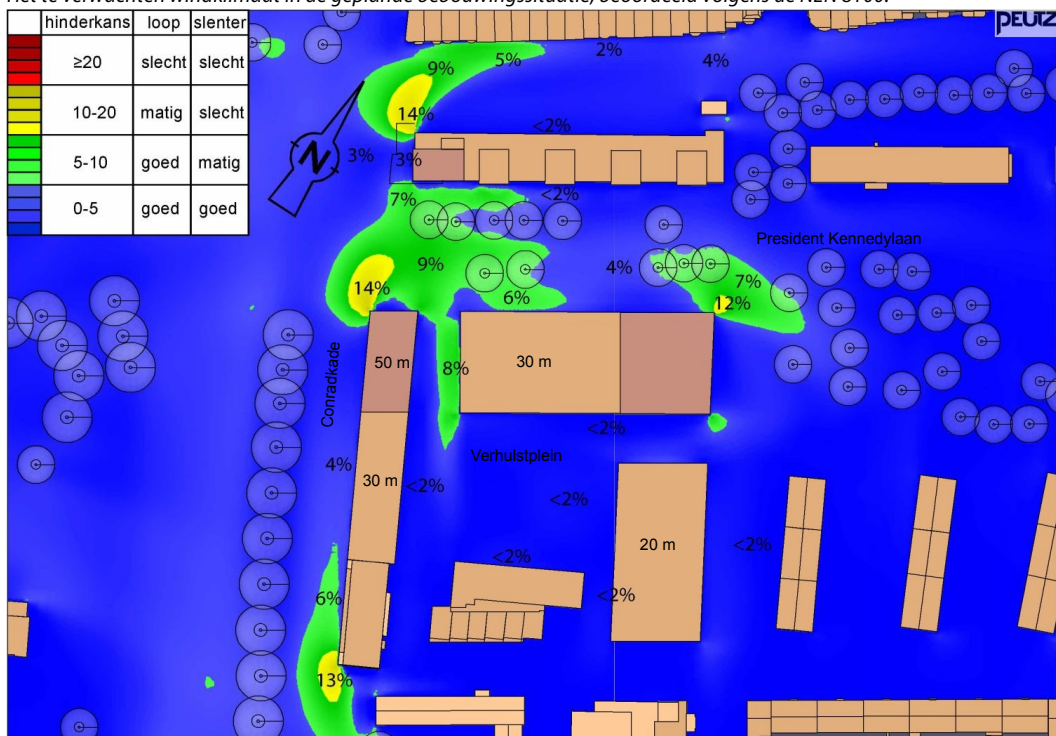 Het te verwachten windklimaat in de geplande bebouwingssituatie, beoordeeld volgens de NEN 8100.
PEUTZ
hinderkans loop slenter
≥20 slecht slecht
10-20 matig slecht
5-10 goed matig
0-5 goed goed
N
2%
5%
4%
9%
14%
<2%
3%
3%
<2%
7%
President Kennedylaan
9%
4%
7%
14%
6%
12%
50 m
8%
30 m
Conradkade
<2%
Verhulstplein
4%
30 m
<2%
<2%
20 m
<2%
<2%
6%
<2%
13%